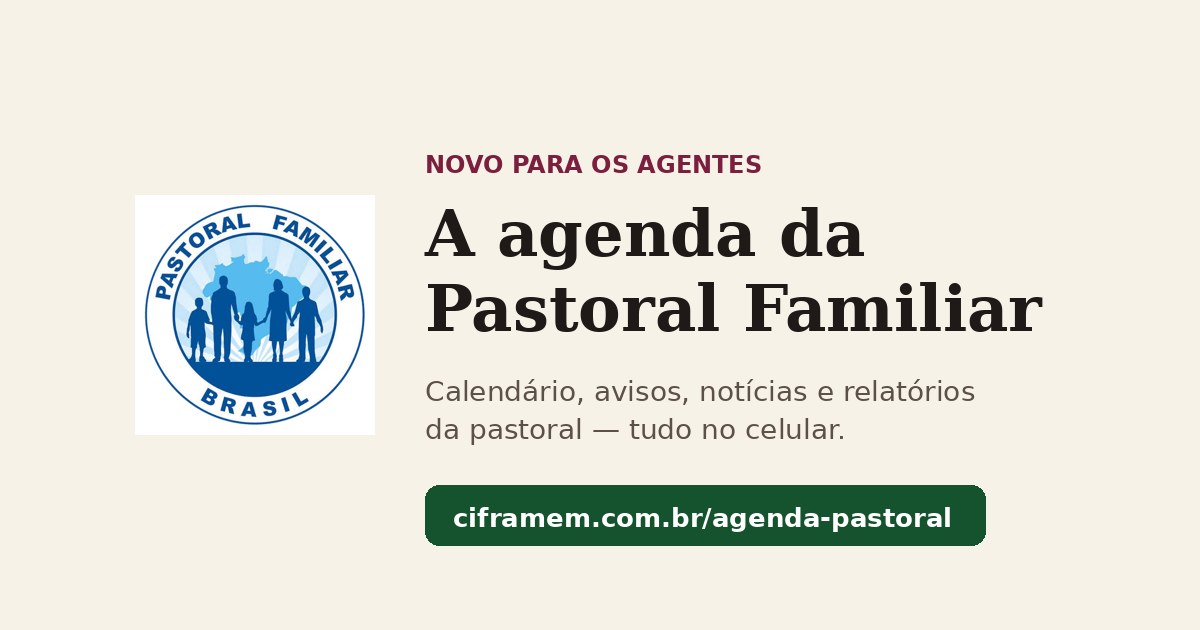 NOVO PARA OS AGENTES
A agenda da
Pastoral Familiar
Calendário, avisos, notícias e relatórios
da pastoral — tudo no celular.
ciframem.com.br/agenda-pastoral
PASTORAL FAMILIAR
BRASIL